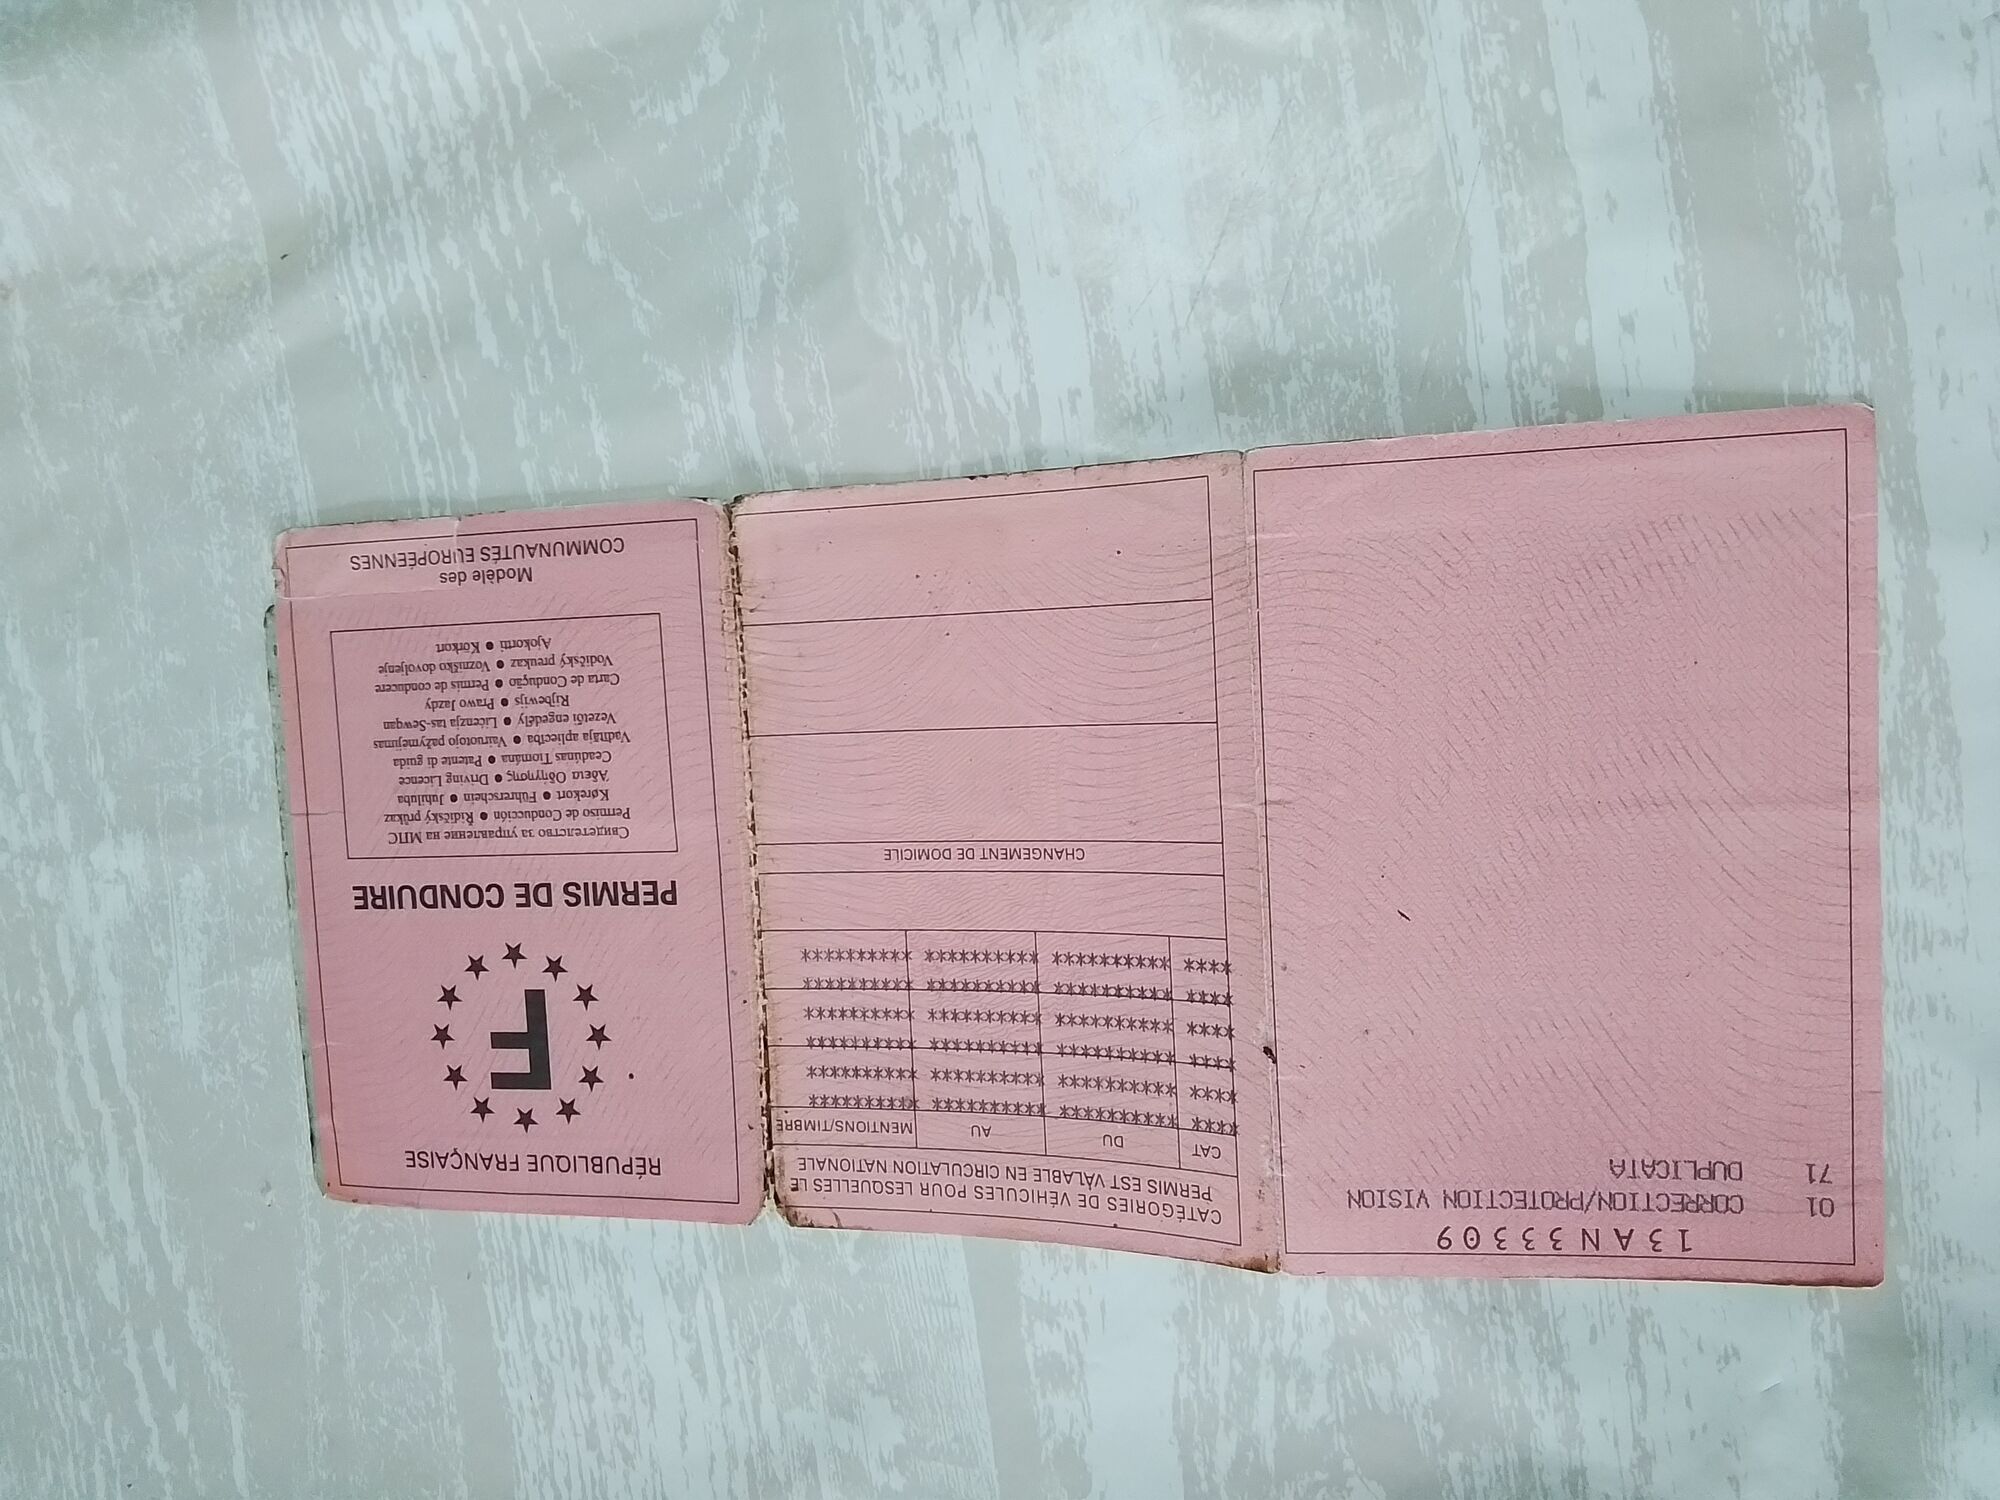 13AN33309
01 CORRECTION/PROTECTION VISION
71 DUPLICATA
CATÉGORIES DE VÉHICULES POUR LESQUELLES LE
PERMIS EST VALABLE EN CIRCULATION NATIONALE
CAT DU AU MENTIONS/TIMBRE
**** *********** *********** ***********
**** *********** *********** ***********
**** *********** *********** ***********
**** *********** *********** ***********
**** *********** *********** ***********
**** *********** *********** ***********
CHANGEMENT DE DOMICILE
RÉPUBLIQUE FRANÇAISE
F
PERMIS DE CONDUIRE
Свидетелство за управление на МПС
Permiso de Conducción ● Řidičský průkaz
Kørekort ● Führerschein ● Juhiluba
Άδεια Οδήγησης ● Driving Licence
Ceadúnas Tiomána ● Patente di guida
Vadītāja apliecība ● Vairuotojo pažymėjimas
Vezetői engedély ● Liċenzja tas-Sewqan
Rijbewijs ● Prawo Jazdy
Carta de Condução ● Permis de conducere
Vodičský preukaz ● Vozniško dovoljenje
Ajokortti ● Körkort
Modèle des
COMMUNAUTÉS EUROPÉENNES